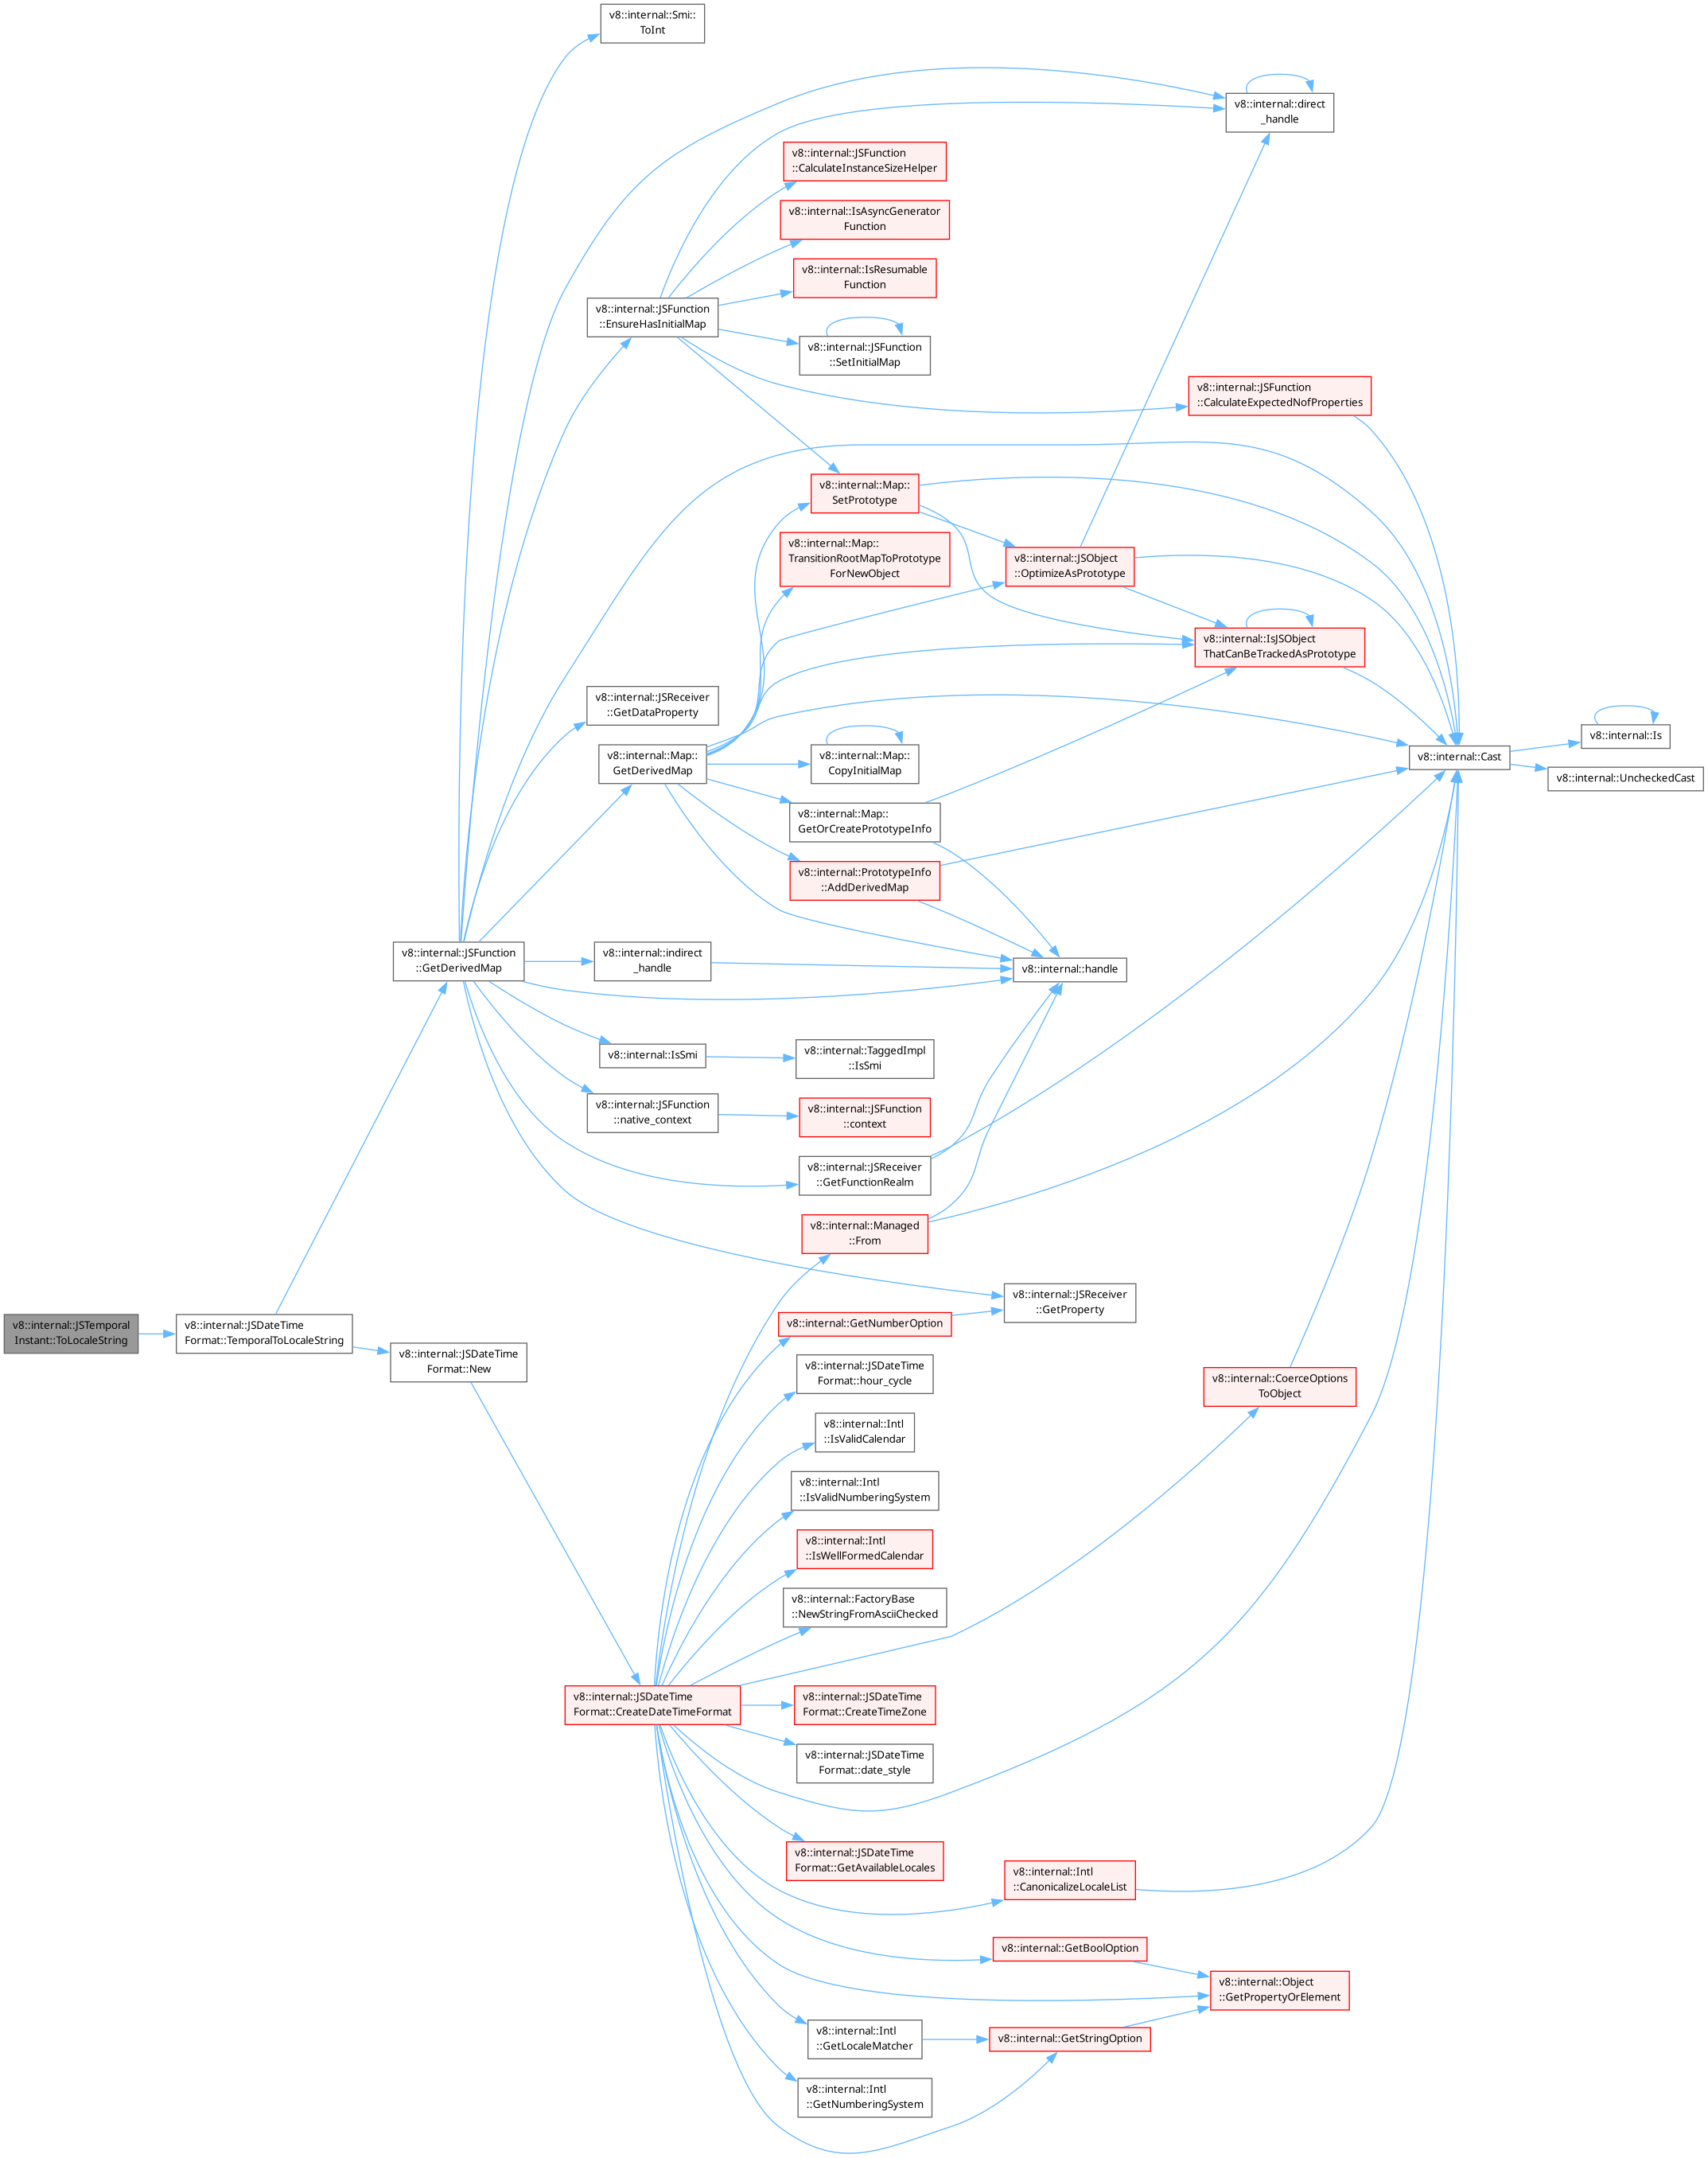 v8::internal::Smi::
ToInt
v8::internal::direct
_handle
v8::internal::JSFunction
::CalculateInstanceSizeHelper
v8::internal::IsAsyncGenerator
Function
v8::internal::IsResumable
Function
v8::internal::JSFunction
::EnsureHasInitialMap
v8::internal::JSFunction
::SetInitialMap
v8::internal::JSFunction
::CalculateExpectedNofProperties
v8::internal::Map::
SetPrototype
v8::internal::Map::
TransitionRootMapToPrototype
ForNewObject
v8::internal::JSObject
::OptimizeAsPrototype
v8::internal::IsJSObject
ThatCanBeTrackedAsPrototype
v8::internal::JSReceiver
::GetDataProperty
v8::internal::Map::
GetDerivedMap
v8::internal::Map::
CopyInitialMap
v8::internal::Cast
v8::internal::Is
v8::internal::UncheckedCast
v8::internal::Map::
GetOrCreatePrototypeInfo
v8::internal::PrototypeInfo
::AddDerivedMap
v8::internal::JSFunction
::GetDerivedMap
v8::internal::indirect
_handle
v8::internal::handle
v8::internal::IsSmi
v8::internal::TaggedImpl
::IsSmi
v8::internal::JSFunction
::native_context
v8::internal::JSFunction
::context
v8::internal::JSReceiver
::GetFunctionRealm
v8::internal::Managed
::From
v8::internal::JSReceiver
::GetProperty
v8::internal::JSTemporal
Instant::ToLocaleString
v8::internal::JSDateTime
Format::TemporalToLocaleString
v8::internal::JSDateTime
Format::New
v8::internal::GetNumberOption
v8::internal::JSDateTime
Format::hour_cycle
v8::internal::CoerceOptions
ToObject
v8::internal::Intl
::IsValidCalendar
v8::internal::Intl
::IsValidNumberingSystem
v8::internal::Intl
::IsWellFormedCalendar
v8::internal::FactoryBase
::NewStringFromAsciiChecked
v8::internal::JSDateTime
Format::CreateDateTimeFormat
v8::internal::JSDateTime
Format::CreateTimeZone
v8::internal::JSDateTime
Format::date_style
v8::internal::JSDateTime
Format::GetAvailableLocales
v8::internal::Intl
::CanonicalizeLocaleList
v8::internal::GetBoolOption
v8::internal::Object
::GetPropertyOrElement
v8::internal::Intl
::GetLocaleMatcher
v8::internal::GetStringOption
v8::internal::Intl
::GetNumberingSystem